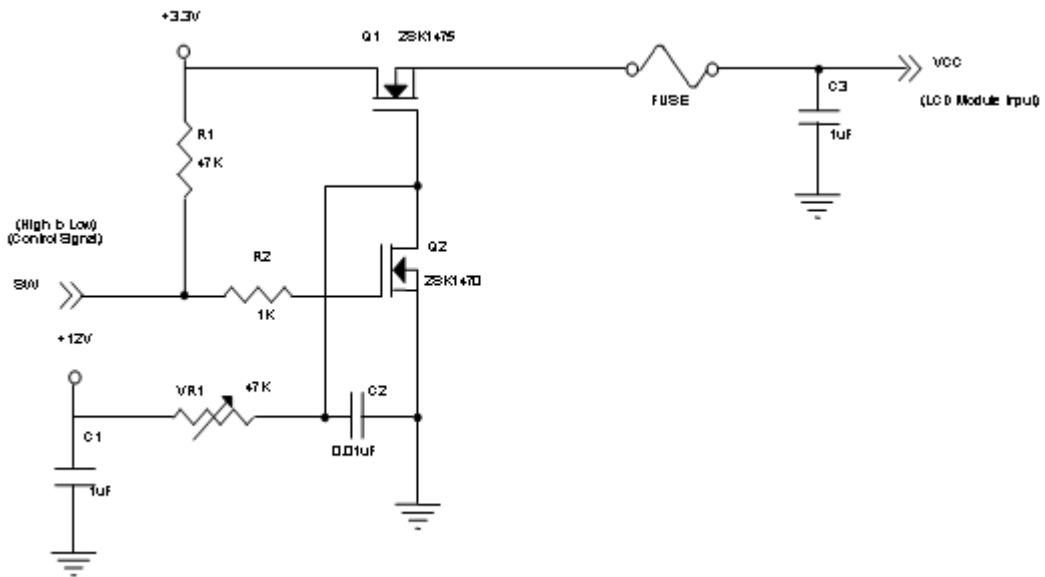 +3.3V
Q1 2SK1475
VCC
FUSE
C3
(LCD Module Input)
1uF
R1
47K
(High to Low)
(Control Signal)
SW
R2
1K
Q2
2SK1470
+12V
VR1
47K
C2
C1
0.01uF
1uF